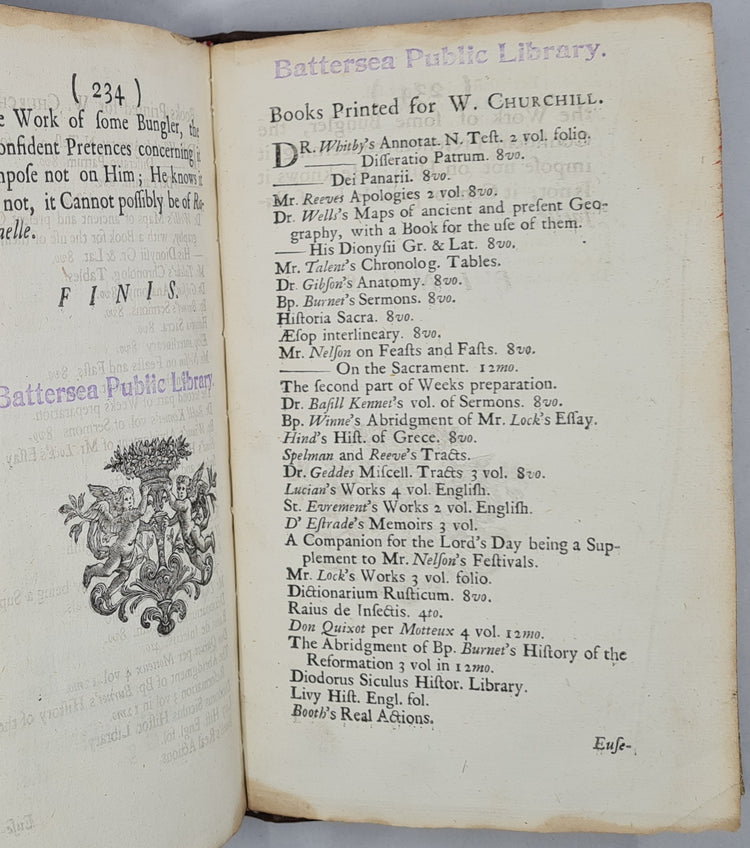 ( 234 )
e Work of ſome Bungler, the
onfident Pretences concerning it
mpoſe not on Him; He knows it
not, it Cannot poſſibly be of Ra-
aelle.
F I N I S.
Battersea Public Library.
Battersea Public Library.
Books Printed for W. CHURCHILL.
DR. Whitby's Annotat. N. Teſt. 2 vol. folio.
——— Diſſeratio Patrum. 8vo.
——— Dei Panarii. 8vo.
Mr. Reeves Apologies 2 vol 8vo.
Dr. Wells's Maps of ancient and preſent Geo-
graphy, with a Book for the uſe of them.
—— His Dionyſii Gr. & Lat. 8vo.
Mr. Talent's Chronolog. Tables.
Dr. Gibſon's Anatomy. 8vo.
Bp. Burnet's Sermons. 8vo.
Hiſtoria Sacra. 8vo.
Æſop interlineary. 8vo.
Mr. Nelſon on Feaſts and Faſts. 8vo.
——— On the Sacrament. 12mo.
The ſecond part of Weeks preparation.
Dr. Baſill Kennet's vol. of Sermons. 8vo.
Bp. Winne's Abridgment of Mr. Lock's Eſſay.
Hind's Hiſt. of Grece. 8vo.
Spelman and Reeve's Tracts.
Dr. Geddes Miſcell. Tracts 3 vol. 8vo.
Lucian's Works 4 vol. Engliſh.
St. Evrement's Works 2 vol. Engliſh.
D' Eſtrade's Memoirs 3 vol.
A Companion for the Lord's Day being a Sup-
plement to Mr. Nelſon's Feſtivals.
Mr. Lock's Works 3 vol. folio.
Dictionarium Ruſticum. 8vo.
Raius de Inſectis. 4to.
Don Quixot per Motteux 4 vol. 12mo.
The Abridgment of Bp. Burnet's Hiſtory of the
Reformation 3 vol in 12mo.
Diodorus Siculus Hiſtor. Library.
Livy Hiſt. Engl. fol.
Booth's Real Actions.
Euſe-